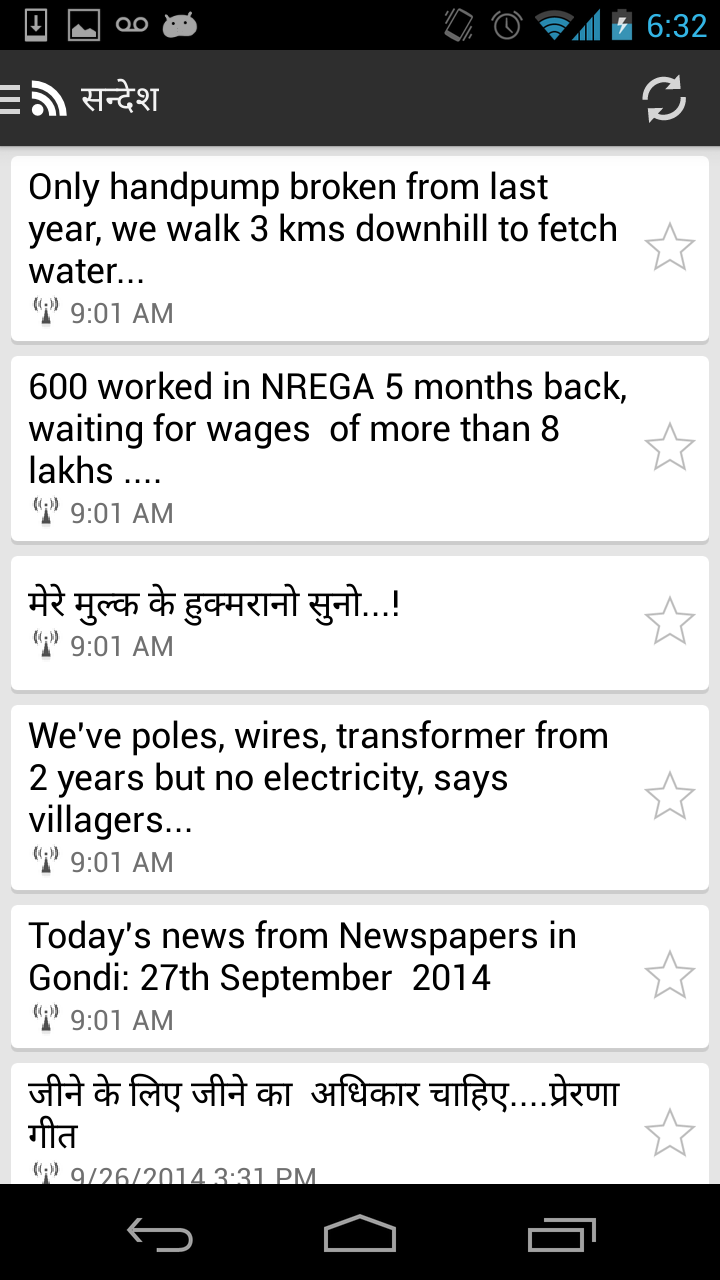 6:32
सन्देश
Only handpump broken from last
year, we walk 3 kms downhill to fetch
water...
9:01 AM
600 worked in NREGA 5 months back,
waiting for wages  of more than 8
lakhs ....
9:01 AM
मेरे मुल्क के हुक्मरानो सुनो...!
9:01 AM
We've poles, wires, transformer from
2 years but no electricity, says
villagers...
9:01 AM
Today's news from Newspapers in
Gondi: 27th September  2014
9:01 AM
जीने के लिए जीने का  अधिकार चाहिए....प्रेरणा
गीत
9/26/2014 3:31 PM